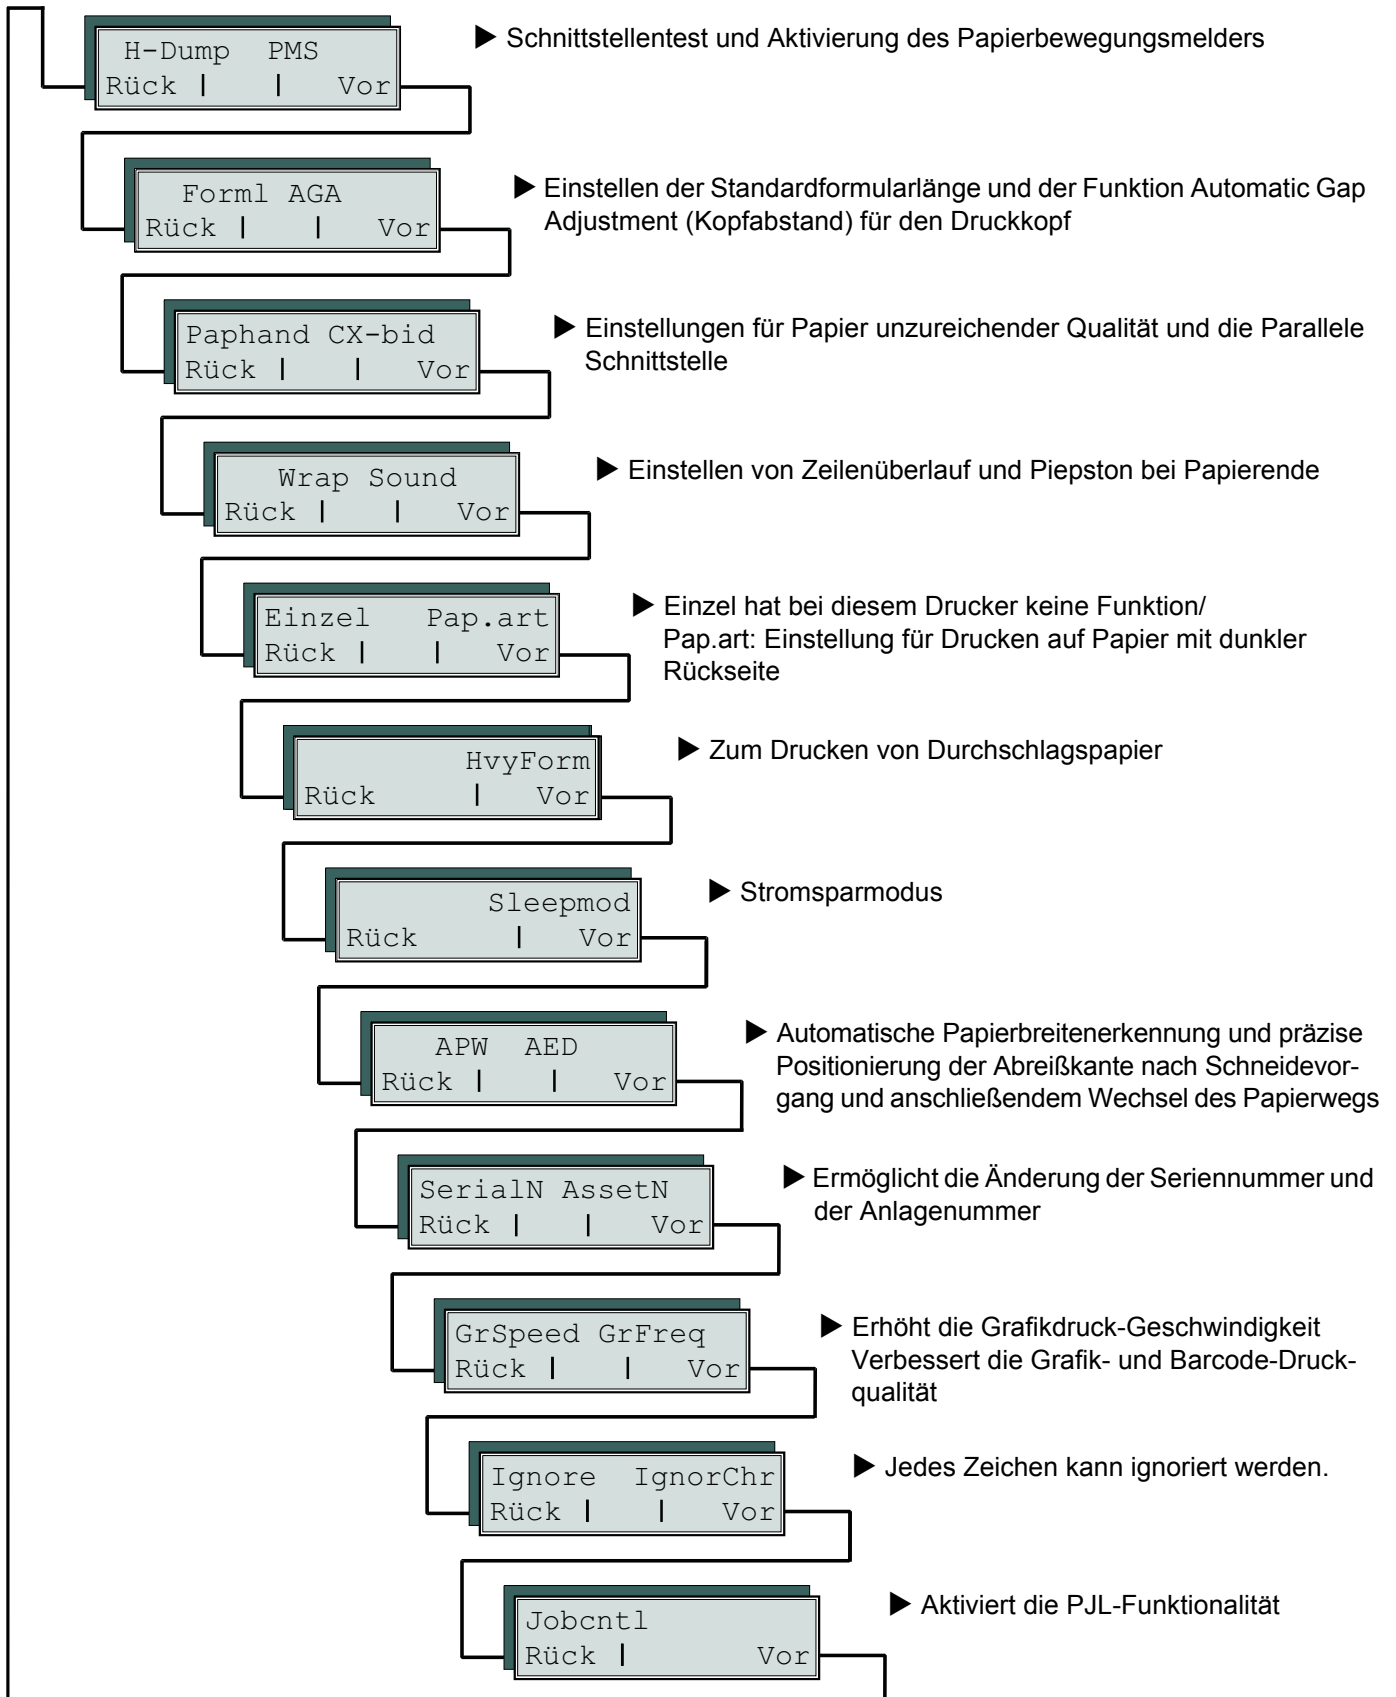 H-Dump PMS
Rück | | Vor
▶ Schnittstellentest und Aktivierung des Papierbewegungsmelders
Forml AGA
Rück | | Vor
▶ Einstellen der Standardformularlänge und der Funktion Automatic Gap
Adjustment (Kopfabstand) für den Druckkopf
Paphand CX-bid
Rück | | Vor
▶ Einstellungen für Papier unzureichender Qualität und die Parallele
Schnittstelle
Wrap Sound
Rück | | Vor
▶ Einstellen von Zeilenüberlauf und Piepston bei Papierende
Einzel Pap.art
Rück | | Vor
▶ Einzel hat bei diesem Drucker keine Funktion/
Pap.art: Einstellung für Drucken auf Papier mit dunkler
Rückseite
HvyForm
Rück | Vor
▶ Zum Drucken von Durchschlagspapier
Sleepmod
Rück | Vor
▶ Stromsparmodus
APW AED
Rück | | Vor
▶ Automatische Papierbreitenerkennung und präzise
Positionierung der Abreißkante nach Schneidevor-
gang und anschließendem Wechsel des Papierwegs
SerialN AssetN
Rück | | Vor
▶ Ermöglicht die Änderung der Seriennummer und
der Anlagenummer
GrSpeed GrFreq
Rück | | Vor
▶ Erhöht die Grafikdruck-Geschwindigkeit
Verbessert die Grafik- und Barcode-Druck-
qualität
Ignore IgnorChr
Rück | | Vor
▶ Jedes Zeichen kann ignoriert werden.
Jobcntl
Rück | Vor
▶ Aktiviert die PJL-Funktionalität